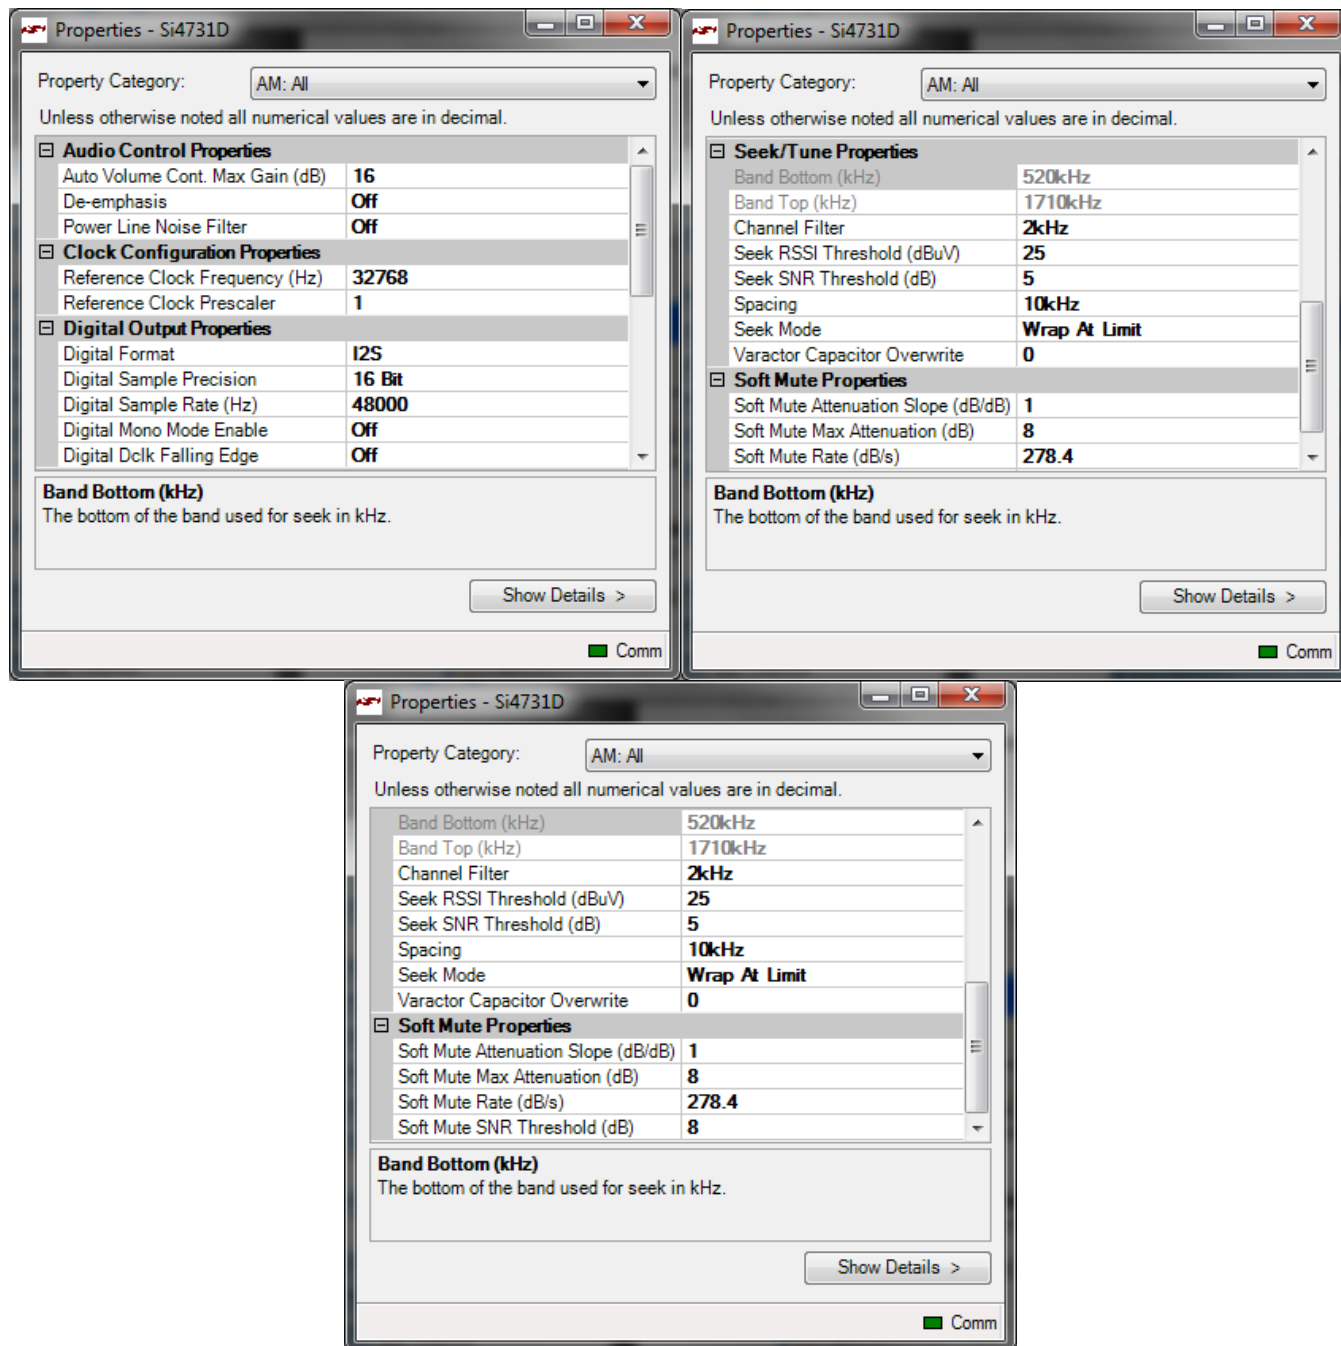 Properties - Si4731D
Property Category: AM: All
Unless otherwise noted all numerical values are in decimal.
Audio Control Properties
Auto Volume Cont. Max Gain (dB) 16
De-emphasis Off
Power Line Noise Filter Off
Clock Configuration Properties
Reference Clock Frequency (Hz) 32768
Reference Clock Prescaler 1
Digital Output Properties
Digital Format I2S
Digital Sample Precision 16 Bit
Digital Sample Rate (Hz) 48000
Digital Mono Mode Enable Off
Digital Dclk Falling Edge Off
Band Bottom (kHz)
The bottom of the band used for seek in kHz.
Show Details >
Comm
Properties - Si4731D
Property Category: AM: All
Unless otherwise noted all numerical values are in decimal.
Seek/Tune Properties
Band Bottom (kHz) 520kHz
Band Top (kHz) 1710kHz
Channel Filter 2kHz
Seek RSSI Threshold (dBuV) 25
Seek SNR Threshold (dB) 5
Spacing 10kHz
Seek Mode Wrap At Limit
Varactor Capacitor Overwrite 0
Soft Mute Properties
Soft Mute Attenuation Slope (dB/dB) 1
Soft Mute Max Attenuation (dB) 8
Soft Mute Rate (dB/s) 278.4
Band Bottom (kHz)
The bottom of the band used for seek in kHz.
Show Details >
Comm
Properties - Si4731D
Property Category: AM: All
Unless otherwise noted all numerical values are in decimal.
Band Bottom (kHz) 520kHz
Band Top (kHz) 1710kHz
Channel Filter 2kHz
Seek RSSI Threshold (dBuV) 25
Seek SNR Threshold (dB) 5
Spacing 10kHz
Seek Mode Wrap At Limit
Varactor Capacitor Overwrite 0
Soft Mute Properties
Soft Mute Attenuation Slope (dB/dB) 1
Soft Mute Max Attenuation (dB) 8
Soft Mute Rate (dB/s) 278.4
Soft Mute SNR Threshold (dB) 8
Band Bottom (kHz)
The bottom of the band used for seek in kHz.
Show Details >
Comm